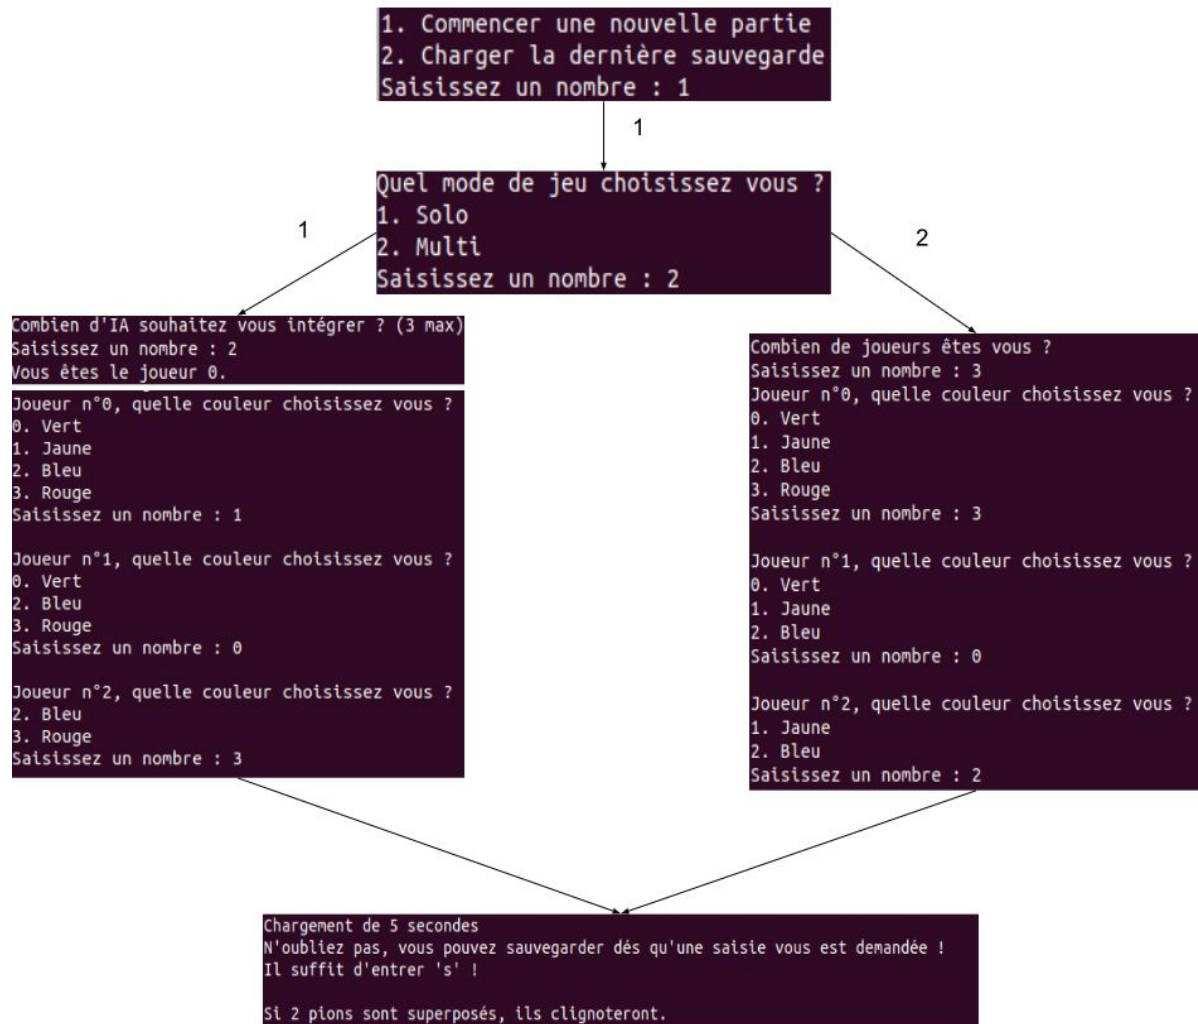 1. Commencer une nouvelle partie
2. Charger la dernière sauvegarde
Saisissez un nombre : 1
1
Quel mode de jeu choisissez vous ?
1. Solo
2. Multi
Saisissez un nombre : 2
1
2
Combien d'IA souhaitez vous intégrer ? (3 max)
Saisissez un nombre : 2
Vous êtes le joueur 0.
Joueur n°0, quelle couleur choisissez vous ?
0. Vert
1. Jaune
2. Bleu
3. Rouge
Saisissez un nombre : 1
Joueur n°1, quelle couleur choisissez vous ?
0. Vert
2. Bleu
3. Rouge
Saisissez un nombre : 0
Joueur n°2, quelle couleur choisissez vous ?
2. Bleu
3. Rouge
Saisissez un nombre : 3
Combien de joueurs êtes vous ?
Saisissez un nombre : 3
Joueur n°0, quelle couleur choisissez vous ?
0. Vert
1. Jaune
2. Bleu
3. Rouge
Saisissez un nombre : 3
Joueur n°1, quelle couleur choisissez vous ?
0. Vert
1. Jaune
2. Bleu
Saisissez un nombre : 0
Joueur n°2, quelle couleur choisissez vous ?
1. Jaune
2. Bleu
Saisissez un nombre : 2
Chargement de 5 secondes
N'oubliez pas, vous pouvez sauvegarder dés qu'une saisie vous est demandée !
Il suffit d'entrer 's' !
Si 2 pions sont superposés, ils clignoteront.